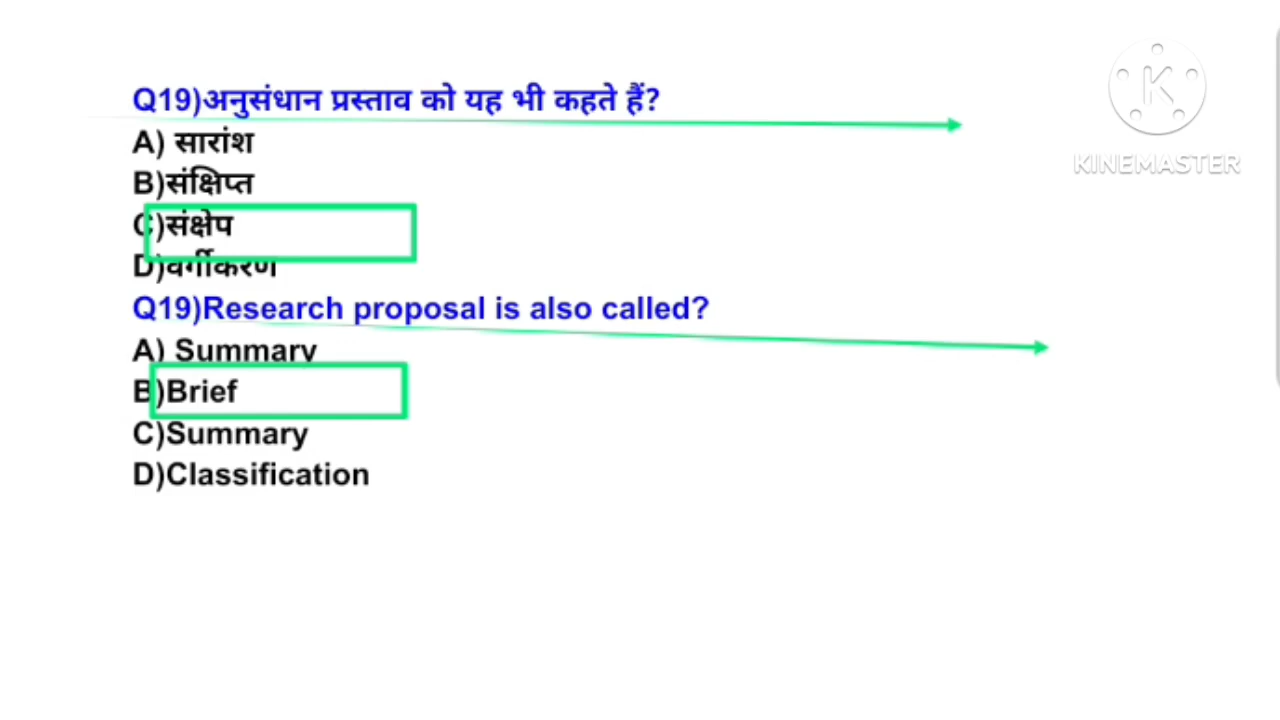 Q19)अनुसंधान प्रस्ताव को यह भी कहते हैं?
A) सारांश
B)संक्षिप्त
C)संक्षेप
D)वर्गीकरण
Q19)Research proposal is also called?
A) Summary
B)Brief
C)Summary
D)Classification
K
KINEMASTER